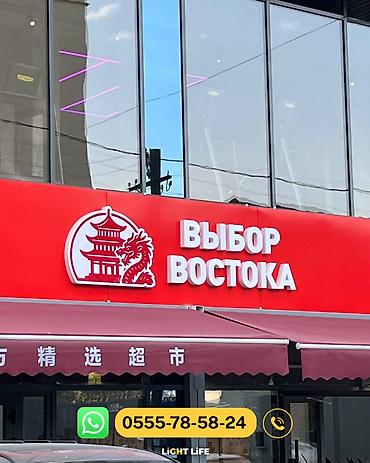 ВЫБОР
ВОСТОКА
方精选超市
0555-78-58-24
LIGHT LIFE